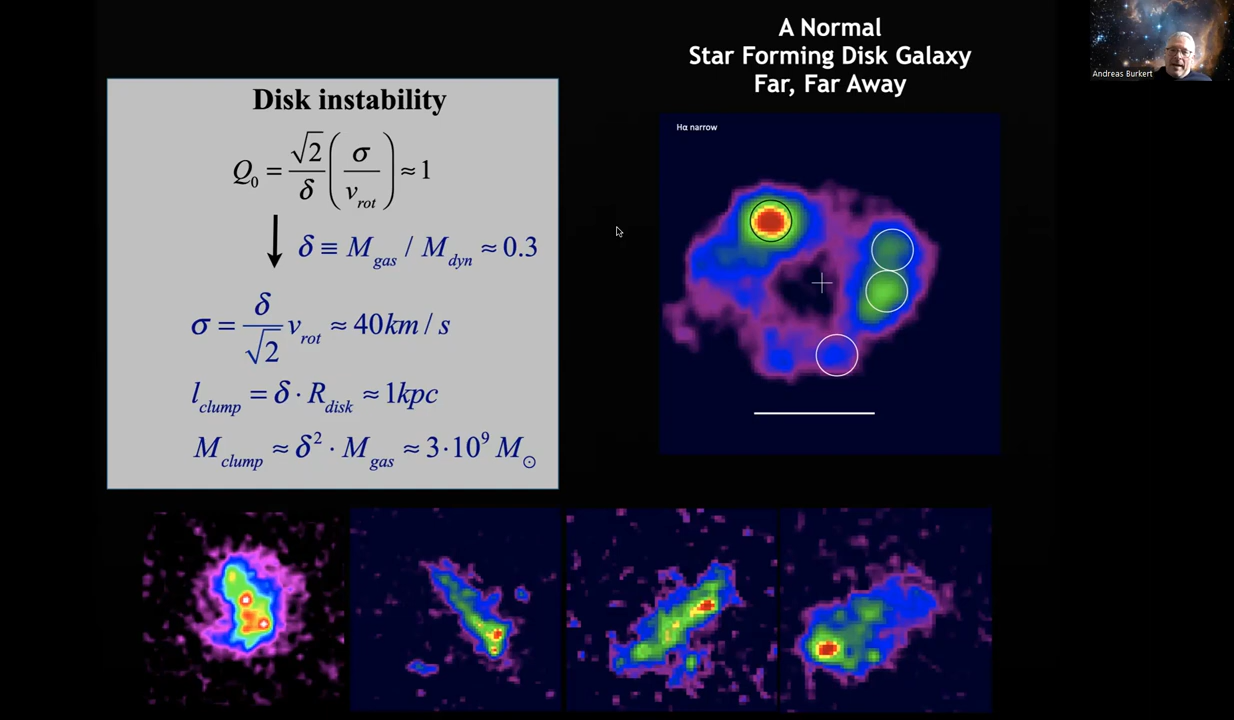 A Normal
Star Forming Disk Galaxy
Far, Far Away
Andreas Burkert
Disk instability
Q₀ = √2/δ (σ/v_rot) ≈ 1
δ ≡ M_gas / M_dyn ≈ 0.3
σ = δ/√2 v_rot ≈ 40km / s
l_clump = δ · R_disk ≈ 1kpc
M_clump ≈ δ² · M_gas ≈ 3·10⁹ M_⊙
Hα narrow